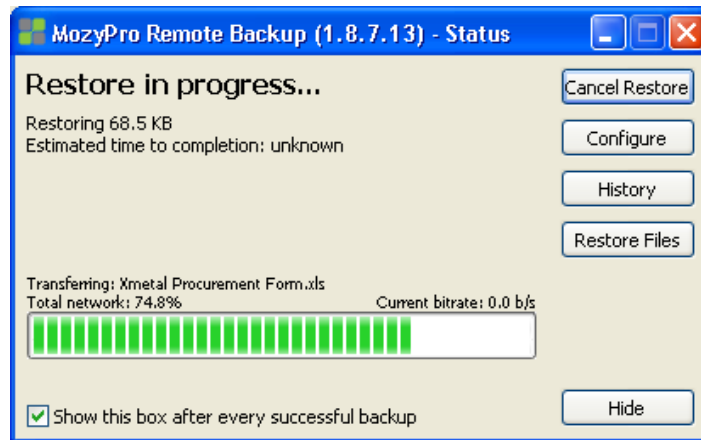 MozyPro Remote Backup (1.8.7.13) - Status
Restore in progress...
Cancel Restore
Restoring 68.5 KB
Estimated time to completion: unknown
Configure
History
Restore Files
Transferring: Xmetal Procurement Form.xls
Total network: 74.8% Current bitrate: 0.0 b/s
Show this box after every successful backup
Hide